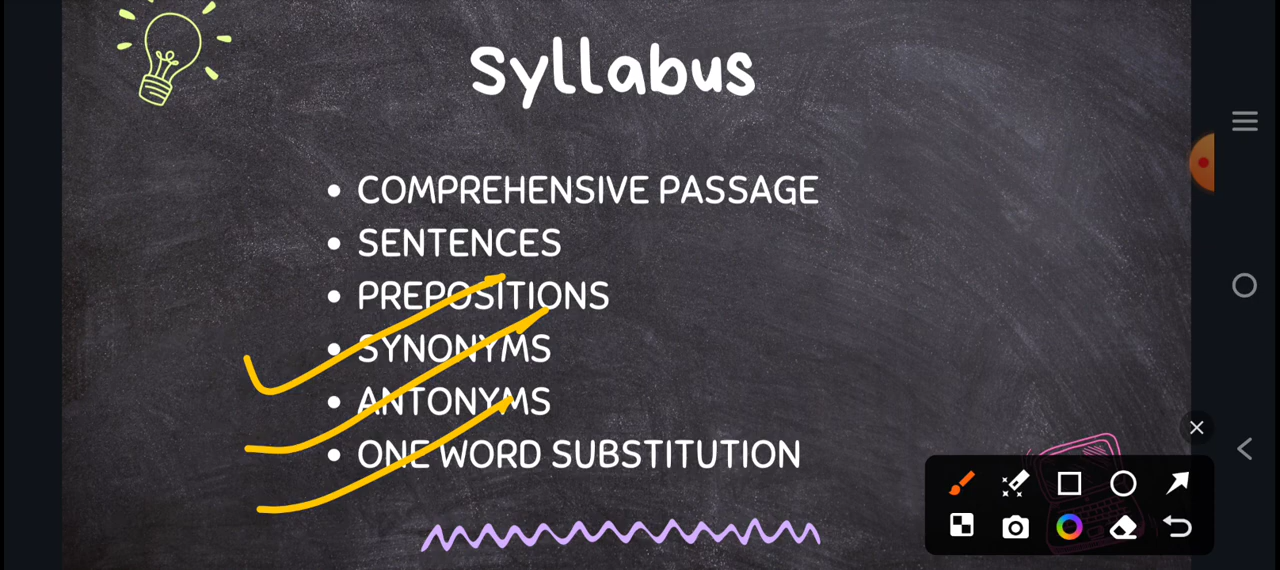 Syllabus
• COMPREHENSIVE PASSAGE
• SENTENCES
• PREPOSITIONS
• SYNONYMS
• ANTONYMS
• ONE WORD SUBSTITUTION